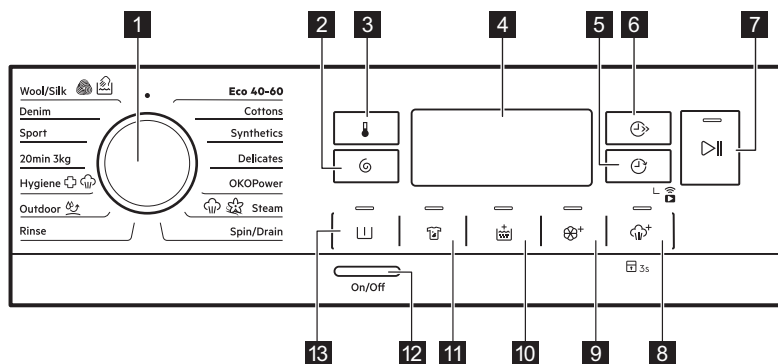 1
2
3
4
5
6
7
Wool/Silk
Denim
Sport
20min 3kg
Hygiene
Outdoor
Rinse
Eco 40-60
Cottons
Synthetics
Delicates
OKOPower
Steam
Spin/Drain
On/Off
3s
13
12
11
10
9
8